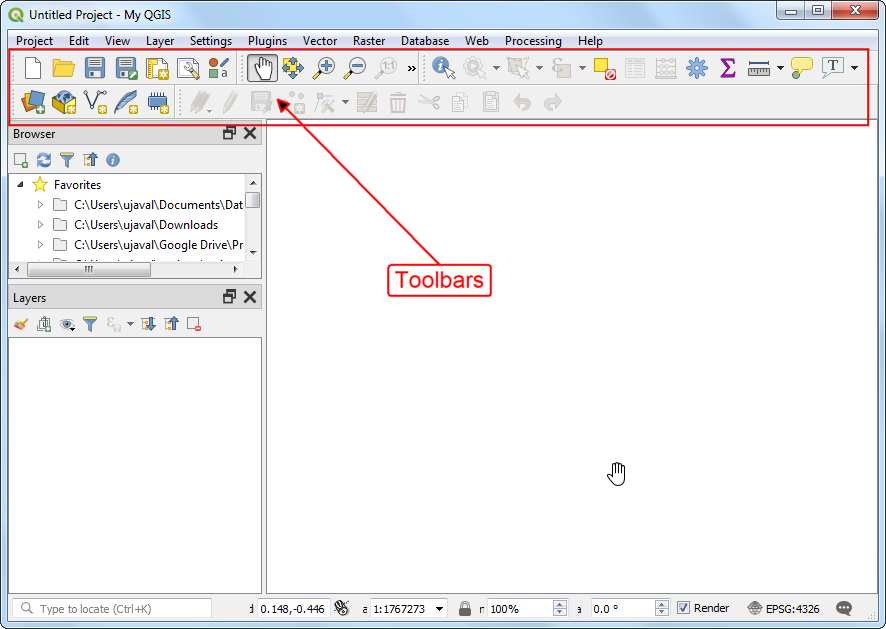 Untitled Project - My QGIS
Project Edit View Layer Settings Plugins Vector Raster Database Web Processing Help
1:1 »
a
T
Browser
Favorites
C:\Users\ujaval\Documents\Dat
C:\Users\ujaval\Downloads
C:\Users\ujaval\Google Drive\Pr
Toolbars
Layers
Type to locate (Ctrl+K) 0.148,-0.446 a 1:1767273 100% a 0.0 ° Render EPSG:4326